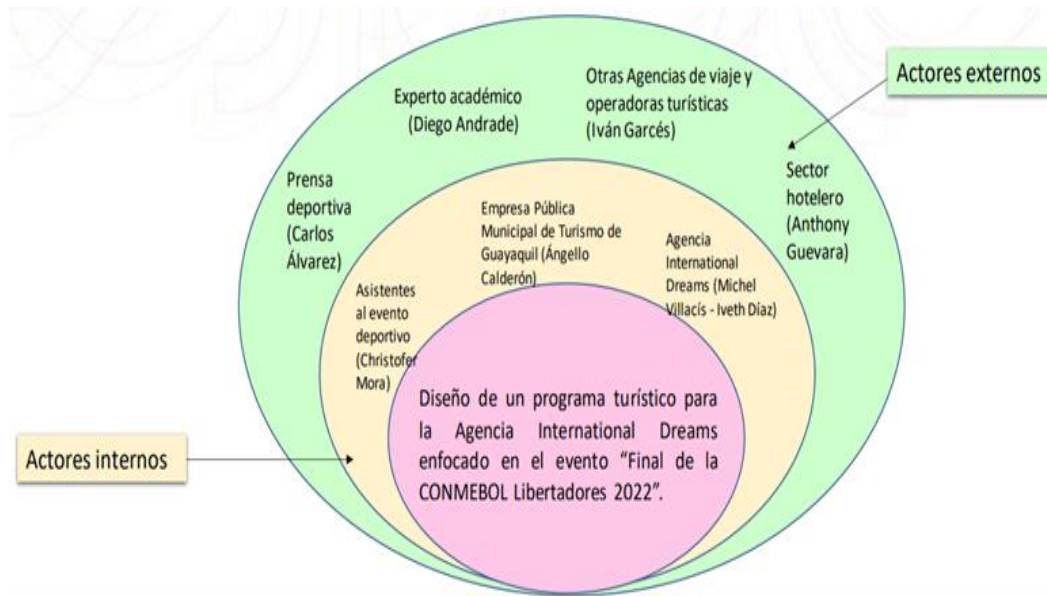 Experto académico
(Diego Andrade)
Otras Agencias de viaje y
operadoras turísticas
(Iván Garcés)
Actores externos
Prensa
deportiva
(Carlos
Álvarez)
Sector
hotelero
(Anthony
Guevara)
Empresa Pública
Municipal de Turismo de
Guayaquil (Ángello
Calderón)
Agencia
International
Dreams (Michel
Villacís - Iveth Díaz)
Asistentes
al evento
deportivo
(Christofer
Mora)
Diseño de un programa turístico para
la Agencia International Dreams
enfocado en el evento “Final de la
CONMEBOL Libertadores 2022”.
Actores internos